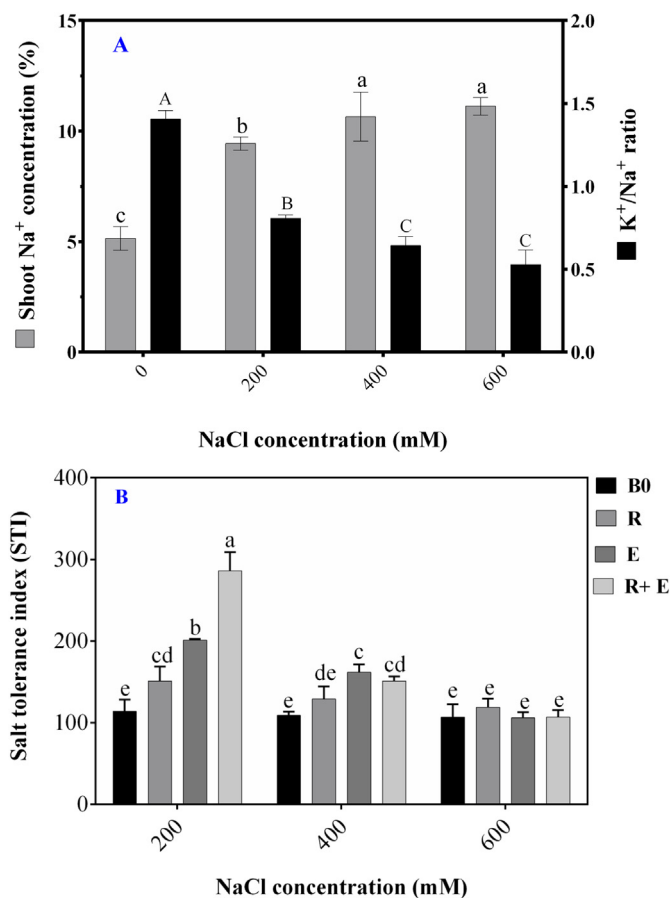 A
Shoot Na+ concentration (%)
15
10
5
0
c
A
b
B
a
C
a
C
2.0
1.5
1.0
0.5
0.0
K+/Na+ ratio
0
200
400
600
NaCl concentration (mM)
B
Salt tolerance index (STI)
400
300
200
100
0
e
cd
b
a
e
de
c
cd
e
e
e
e
B0
R
E
R+ E
200
400
600
NaCl concentration (mM)